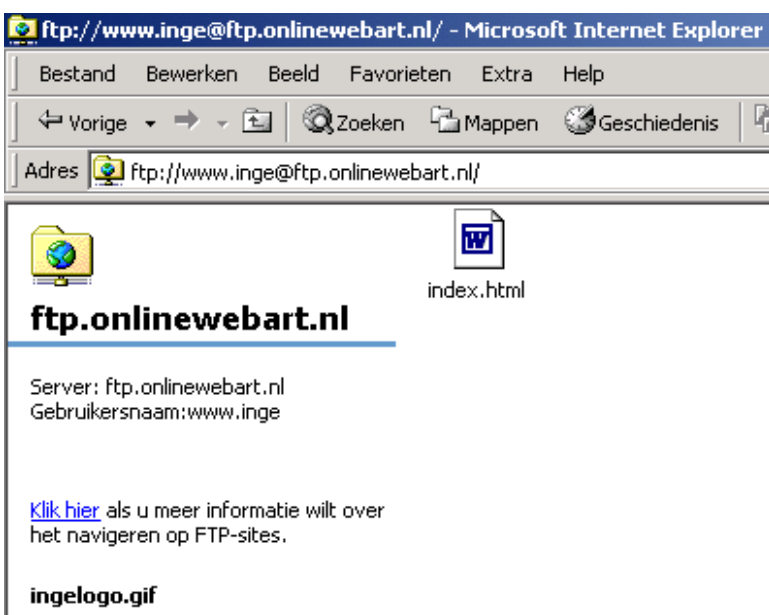 ftp://www.inge@ftp.onlinewebart.nl/ - Microsoft Internet Explorer
Bestand Bewerken Beeld Favorieten Extra Help
Vorige Zoeken Mappen Geschiedenis
Adres ftp://www.inge@ftp.onlinewebart.nl/
index.html
ftp.onlinewebart.nl
Server: ftp.onlinewebart.nl
Gebruikersnaam:www.inge
Klik hier als u meer informatie wilt over
het navigeren op FTP-sites.
ingelogo.gif